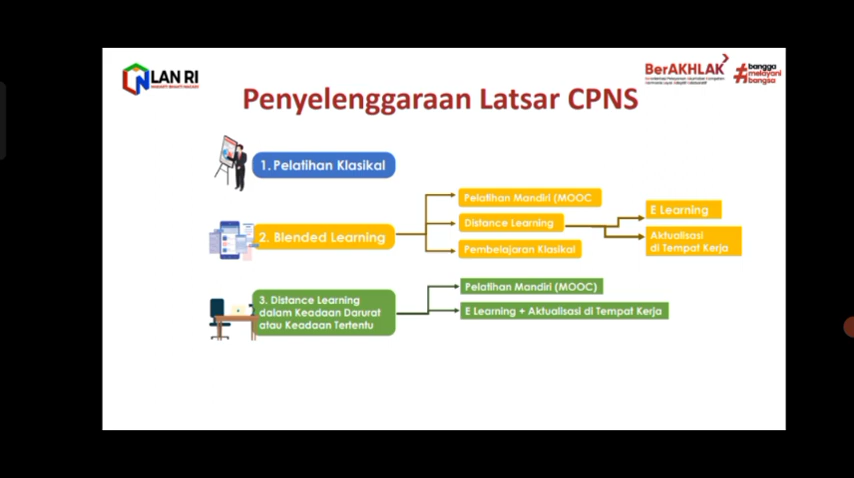 LAN RI
BerAKHLAK
#bangga
melayani
bangsa
Penyelenggaraan Latsar CPNS
1. Pelatihan Klasikal
2. Blended Learning
Pelatihan Mandiri (MOOC
Distance Learning
Pembelajaran Klasikal
E Learning
Aktualisasi
di Tempat Kerja
3. Distance Learning
dalam Keadaan Darurat
atau Keadaan Tertentu
Pelatihan Mandiri (MOOC)
E Learning + Aktualisasi di Tempat Kerja